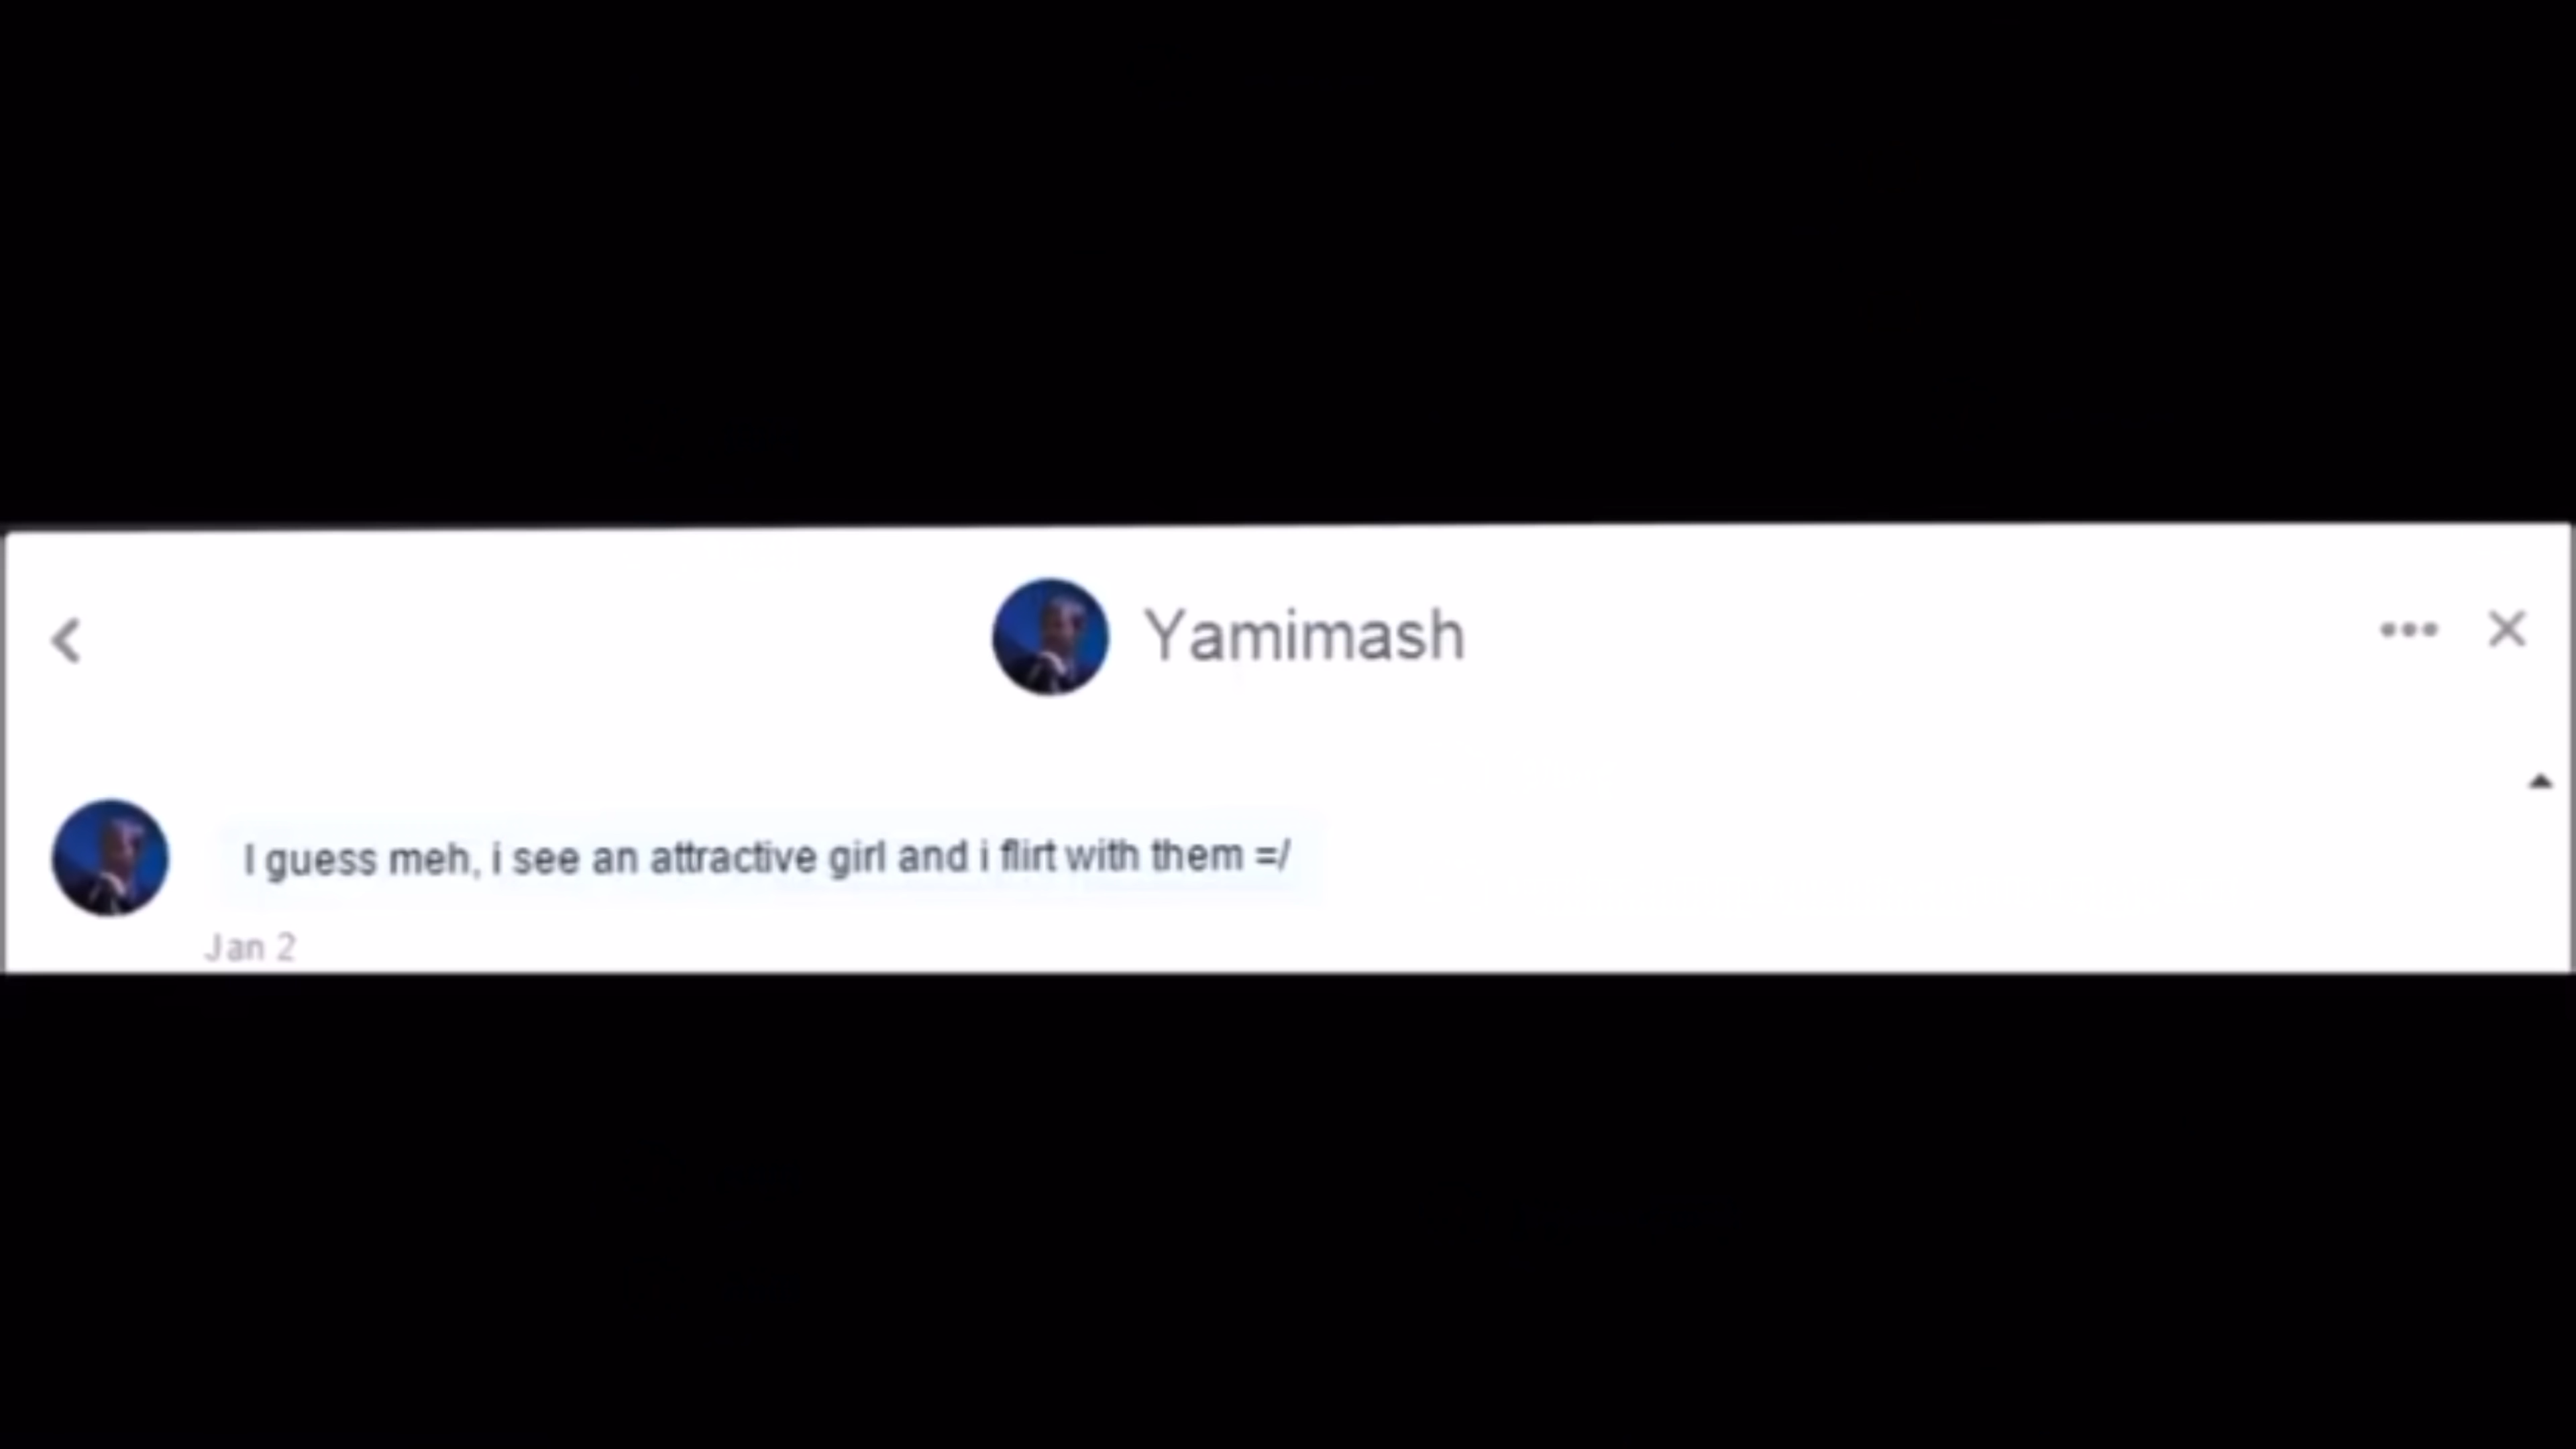 Yamimash
I guess meh, i see an attractive girl and i flirt with them =/
Jan 2